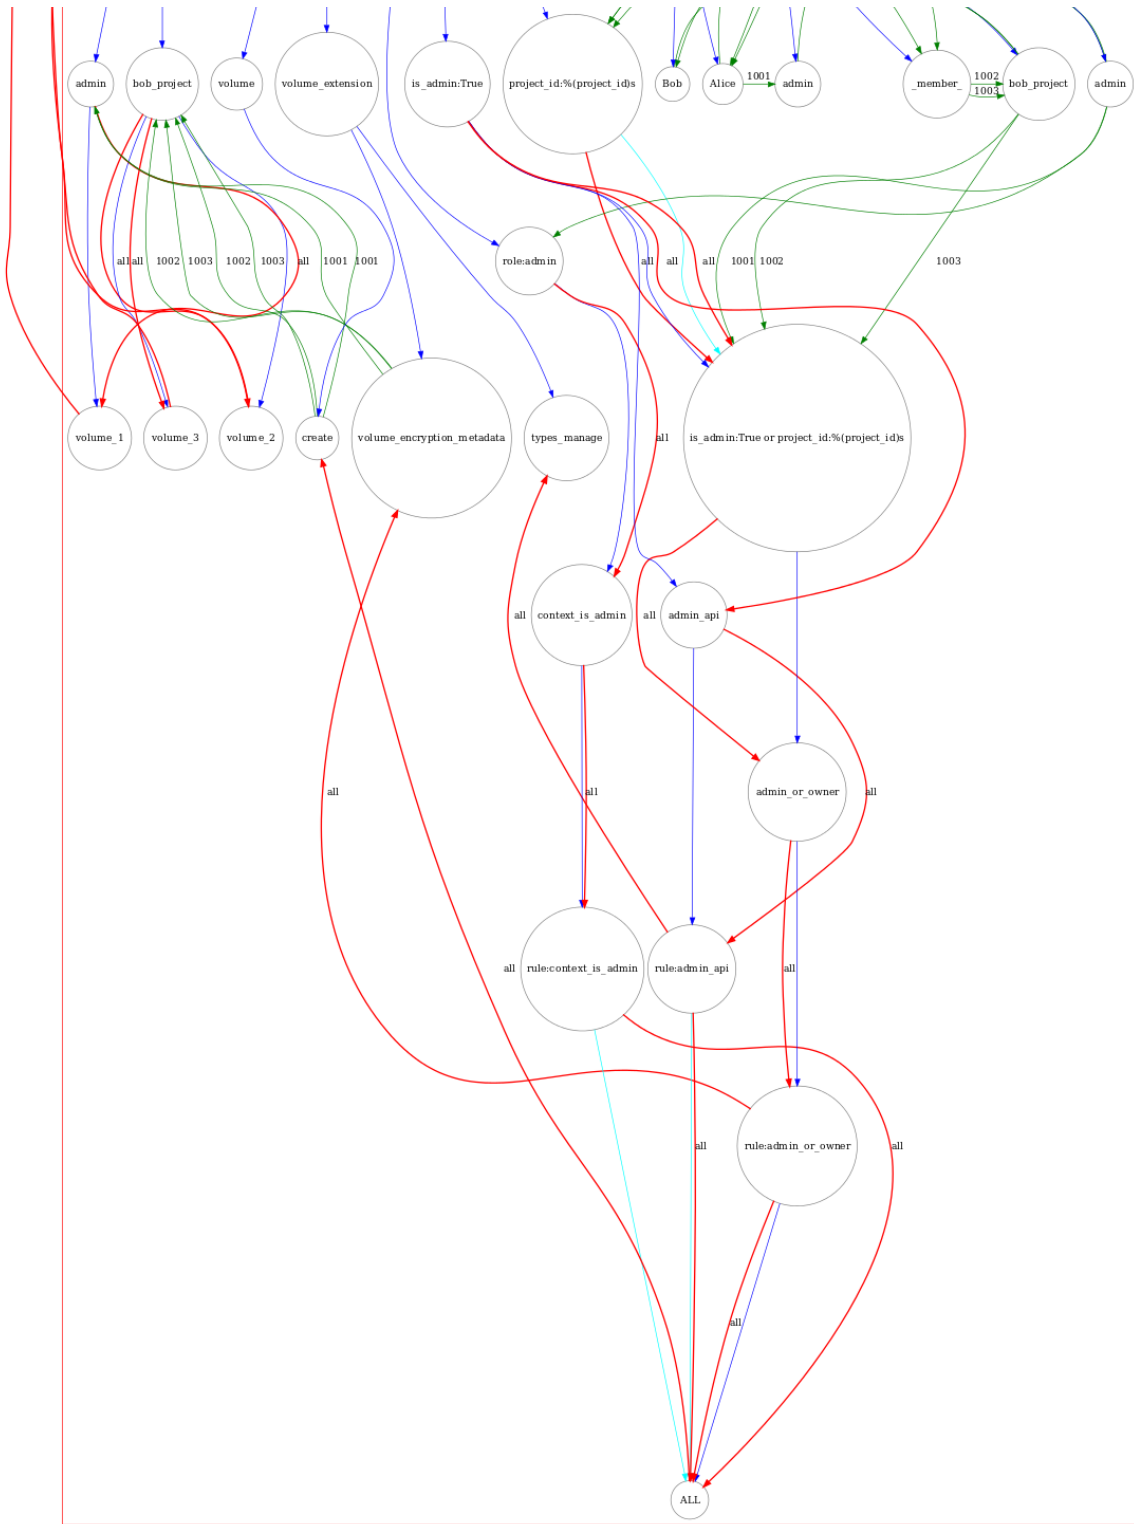 admin
bob_project
volume
volume_extension
is_admin:True
project_id:%(project_id)s
Bob
Alice
1001
admin
_member_
1002
1003
bob_project
admin
all
all
1002
1003
1002
1003
all
1001
1001
role:admin
all
all
all
1001
1002
1003
volume_1
volume_3
volume_2
create
volume_encryption_metadata
types_manage
all
is_admin:True or project_id:%(project_id)s
all
context_is_admin
all
admin_api
all
all
admin_or_owner
all
all
rule:context_is_admin
rule:admin_api
all
all
rule:admin_or_owner
all
all
ALL